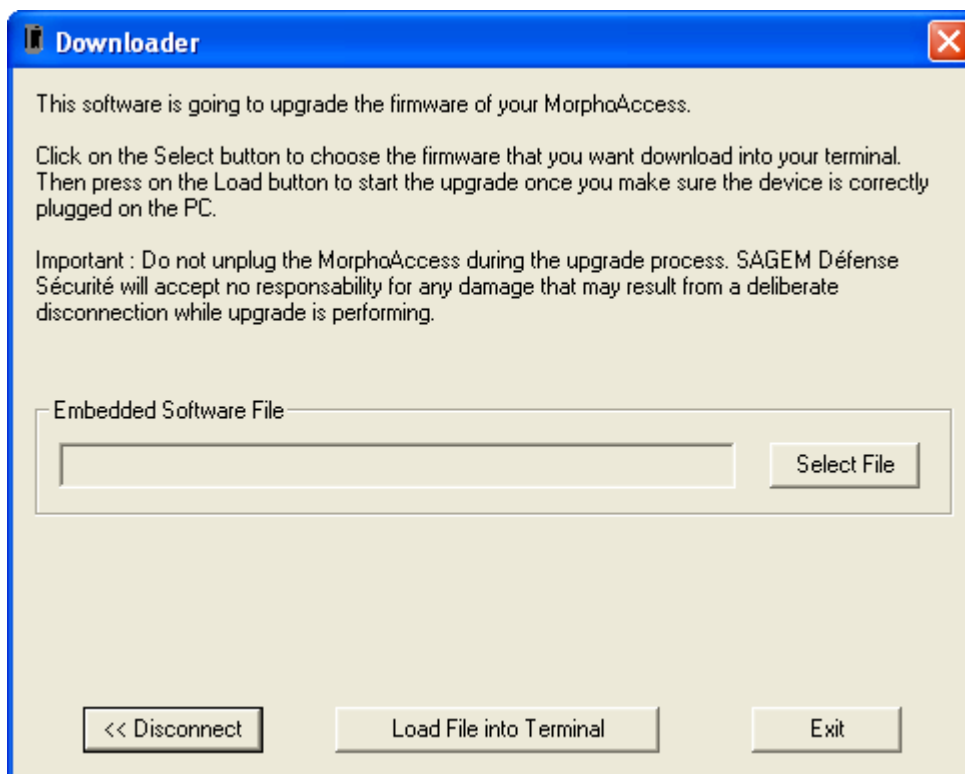 Downloader
This software is going to upgrade the firmware of your MorphoAccess.
Click on the Select button to choose the firmware that you want download into your terminal.
Then press on the Load button to start the upgrade once you make sure the device is correctly
plugged on the PC.
Important : Do not unplug the MorphoAccess during the upgrade process. SAGEM Défense
Sécurité will accept no responsability for any damage that may result from a deliberate
disconnection while upgrade is performing.
Embedded Software File
Select File
<< Disconnect
Load File into Terminal
Exit